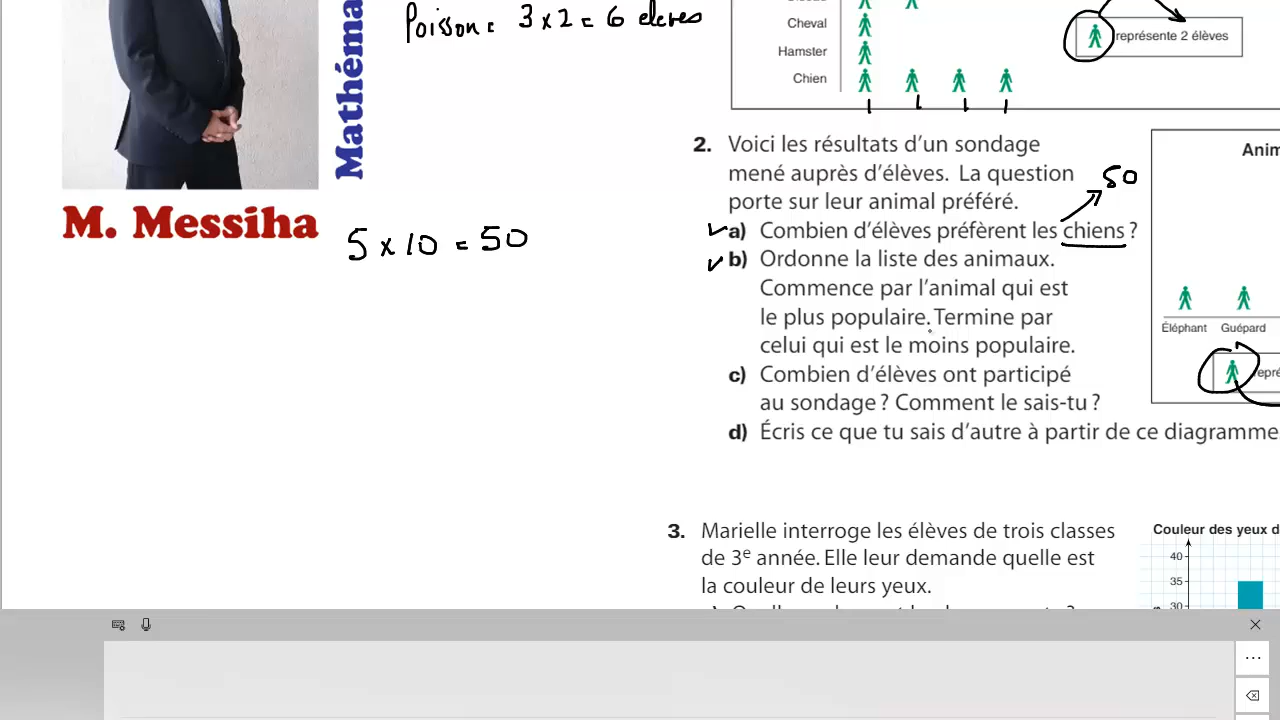 Poisson = 3 x 2 = 6 eleves
Mathéma
M. Messiha
5 x 10 = 50
Cheval
Hamster
Chien
représente 2 élèves
2. Voici les résultats d'un sondage
mené auprès d'élèves. La question
porte sur leur animal préféré.
50
a) Combien d'élèves préfèrent les chiens ?
b) Ordonne la liste des animaux.
Commence par l'animal qui est
le plus populaire. Termine par
celui qui est le moins populaire.
c) Combien d'élèves ont participé
au sondage ? Comment le sais-tu ?
d) Écris ce que tu sais d'autre à partir de ce diagramme
Anim
Éléphant Guépard
repré
3. Marielle interroge les élèves de trois classes
de 3e année. Elle leur demande quelle est
la couleur de leurs yeux.
Couleur des yeux d
40
35
30